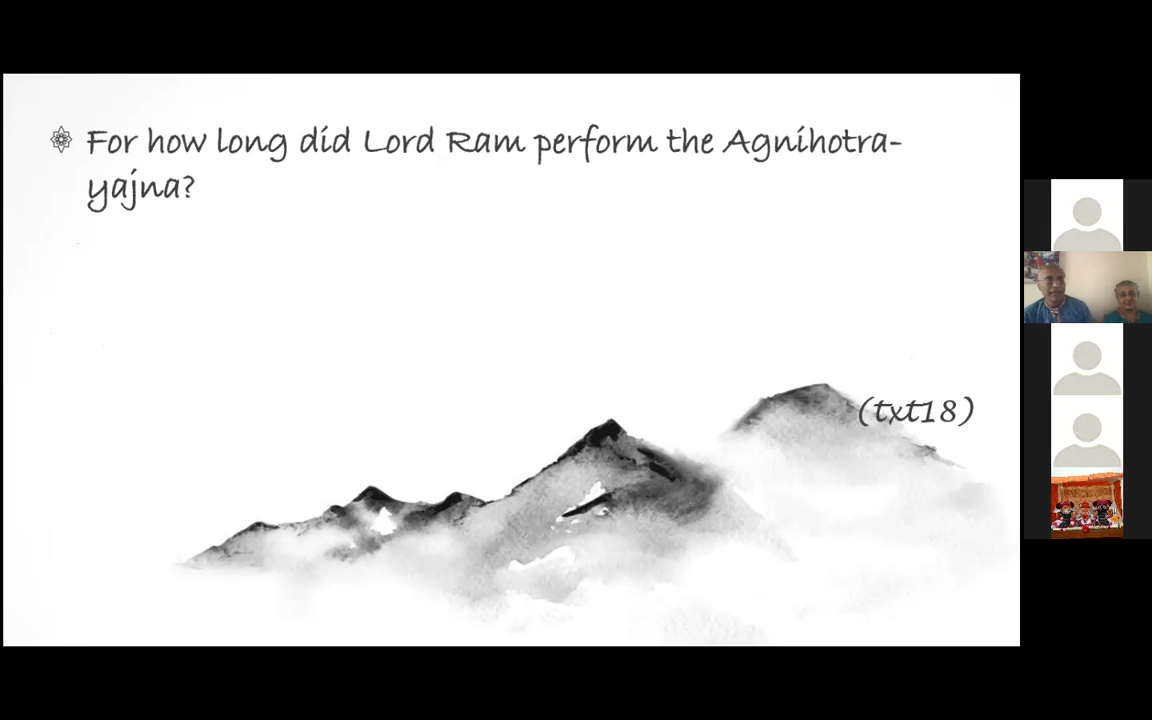 For how long did Lord Ram perform the Agnihotra-
yajna?
(txt18)